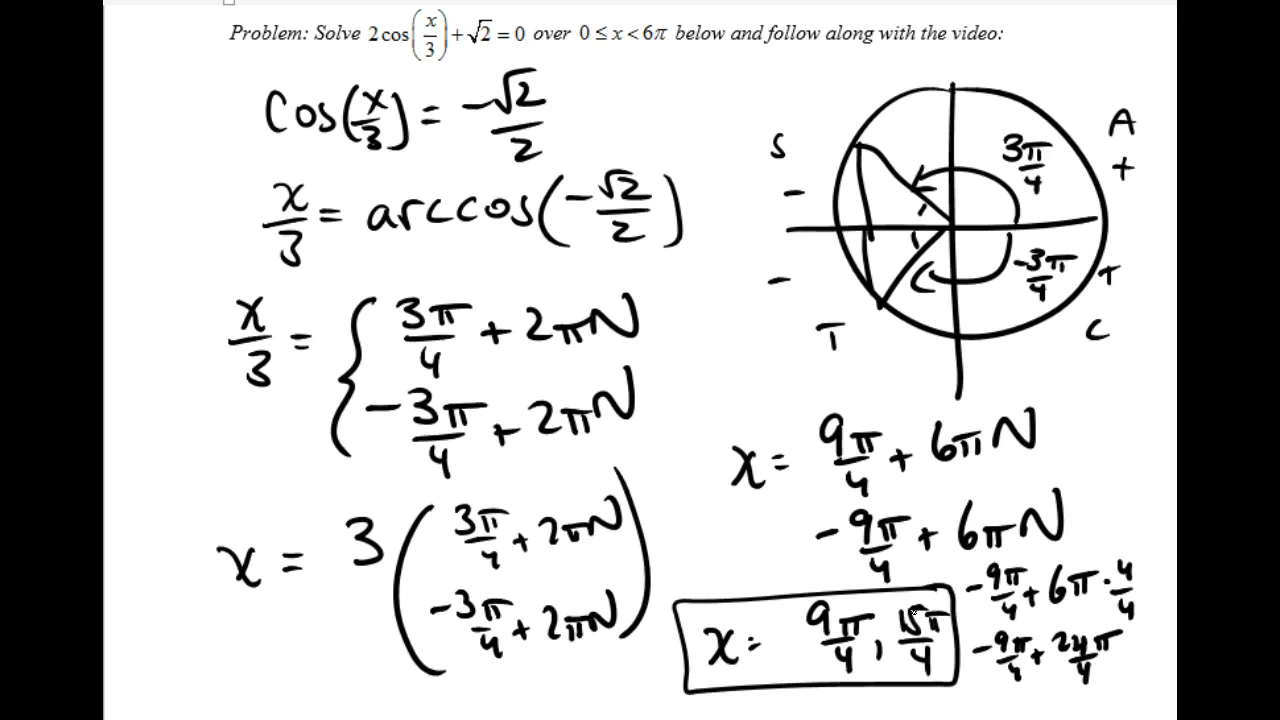 Problem: Solve 2cos(x/3) + √2 = 0 over 0 ≤ x < 6π below and follow along with the video:
Cos(x/3) = -√2/2
x/3 = arccos(-√2/2)
x/3 = { 3π/4 + 2πN
-3π/4 + 2πN
x = 3 ( 3π/4 + 2πN
-3π/4 + 2πN )
S
A
-
+
3π/4
-3π/4
-
+
T
C
x = 9π/4 + 6πN
-9π/4 + 6πN
-9π/4 + 6π · 4/4
-9π/4 + 24π/4
x = 9π/4, 15π/4